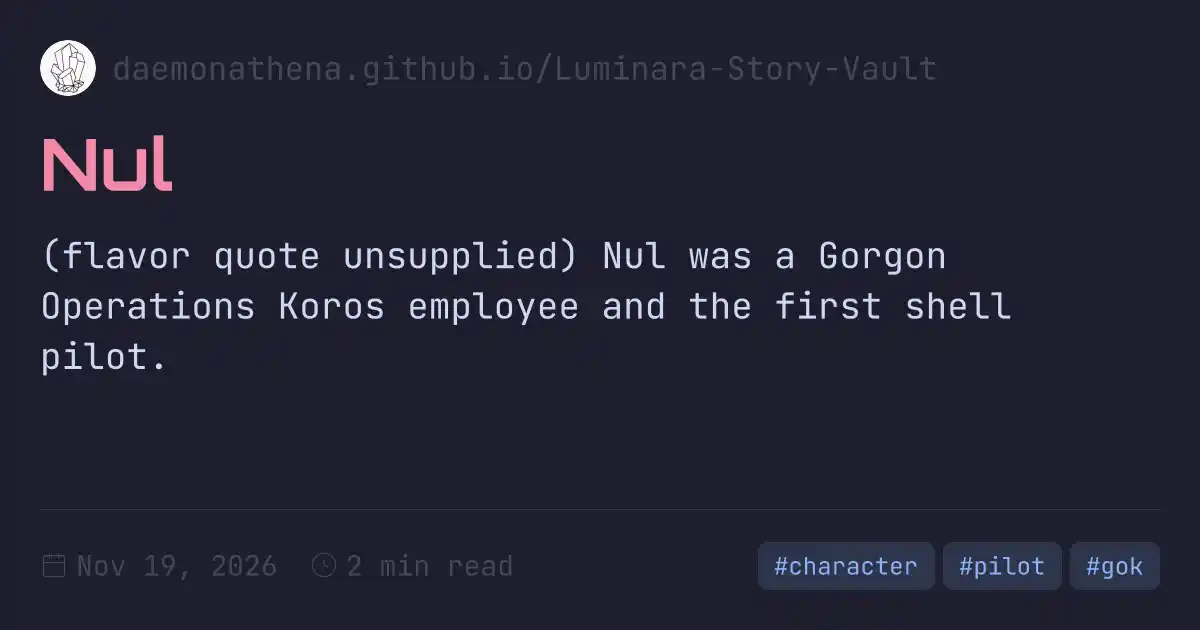 daemonathena.github.io/Luminara-Story-Vault
Nul
(flavor quote unsupplied) Nul was a Gorgon
Operations Koros employee and the first shell
pilot.
Nov 19, 2026 2 min read #character #pilot #gok